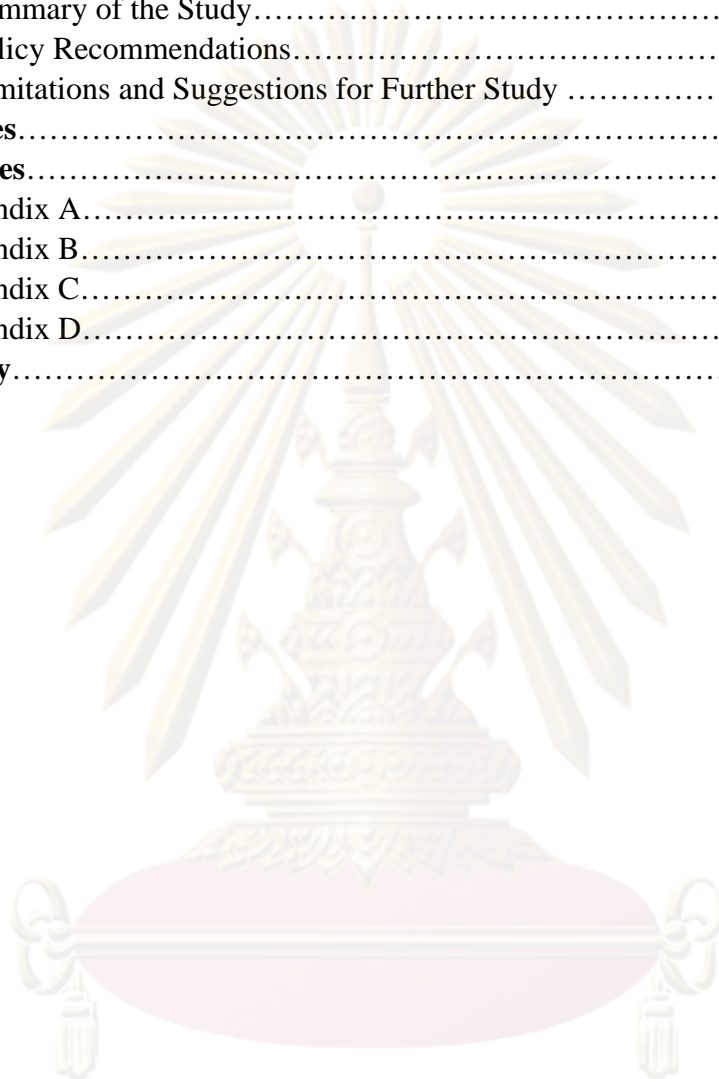 mmary of the Study……………………………………………
licy Recommendations…………………………………………
mitations and Suggestions for Further Study ……………
es………………………………………………………………………
es………………………………………………………………………
ndix A………………………………………………………………
ndix B………………………………………………………………
ndix C………………………………………………………………
ndix D………………………………………………………………
y…………………………………………………………………………